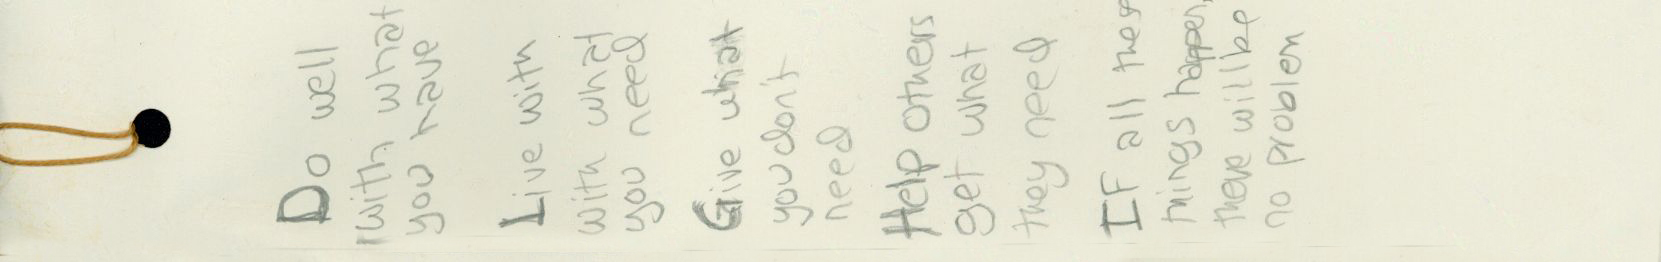 Do well
with what
you have
Live with
with what
you need
Give what
you don't
need
Help others
get what
they need
IF all these
things happen,
there will be
no problem